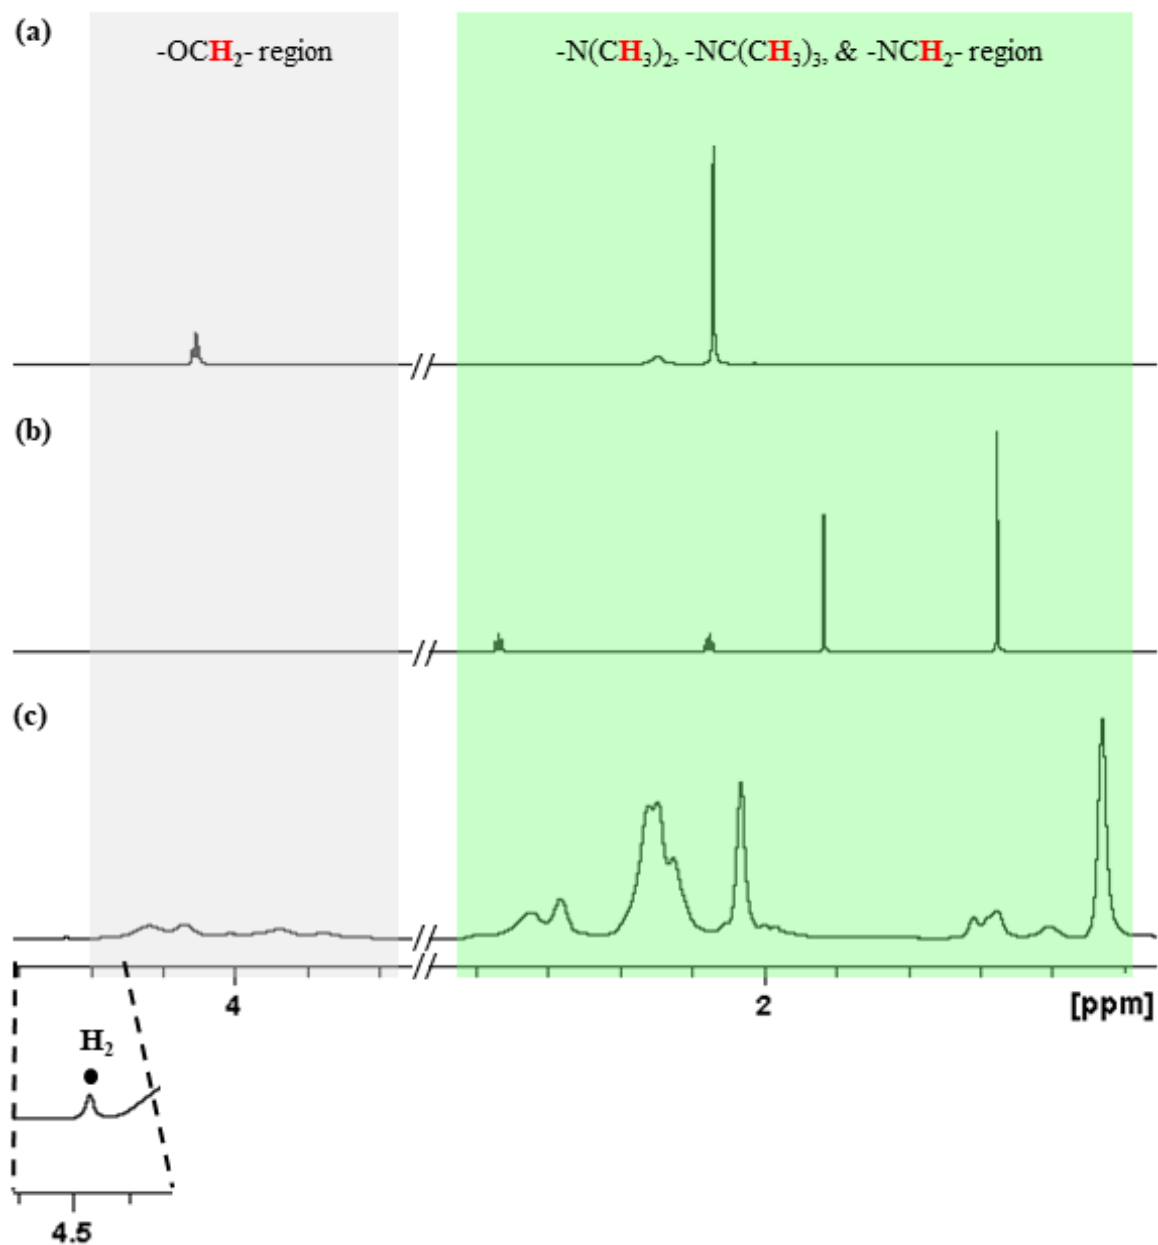 (a)
-OCH₂- region
-N(CH₃)₂, -NC(CH₃)₃, & -NCH₂- region
(b)
(c)
4
2
[ppm]
H₂
4.5